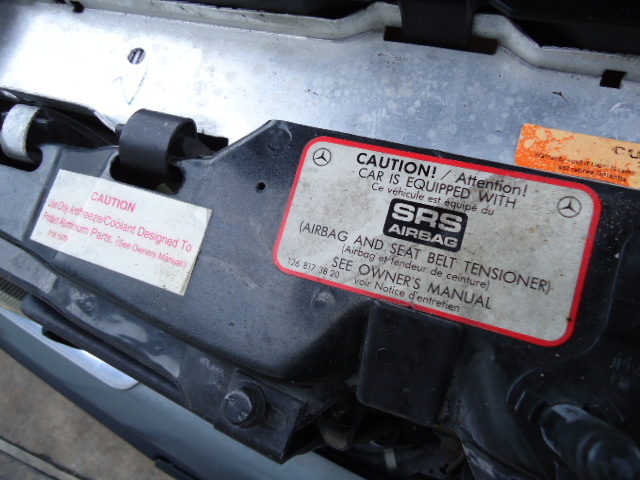 CAUTION
Use Only Antifreeze/Coolant Designed To
Protect Aluminum Parts. (See Owners Manual)
CAUTION! / Attention!
CAR IS EQUIPPED WITH
Ce véhicule est équipé du
SRS
AIRBAG
(AIRBAG AND SEAT BELT TENSIONER)
(Airbag et tendeur de ceinture)
SEE OWNER'S MANUAL
126 817 38 20
voir Notice d'entretien
CU